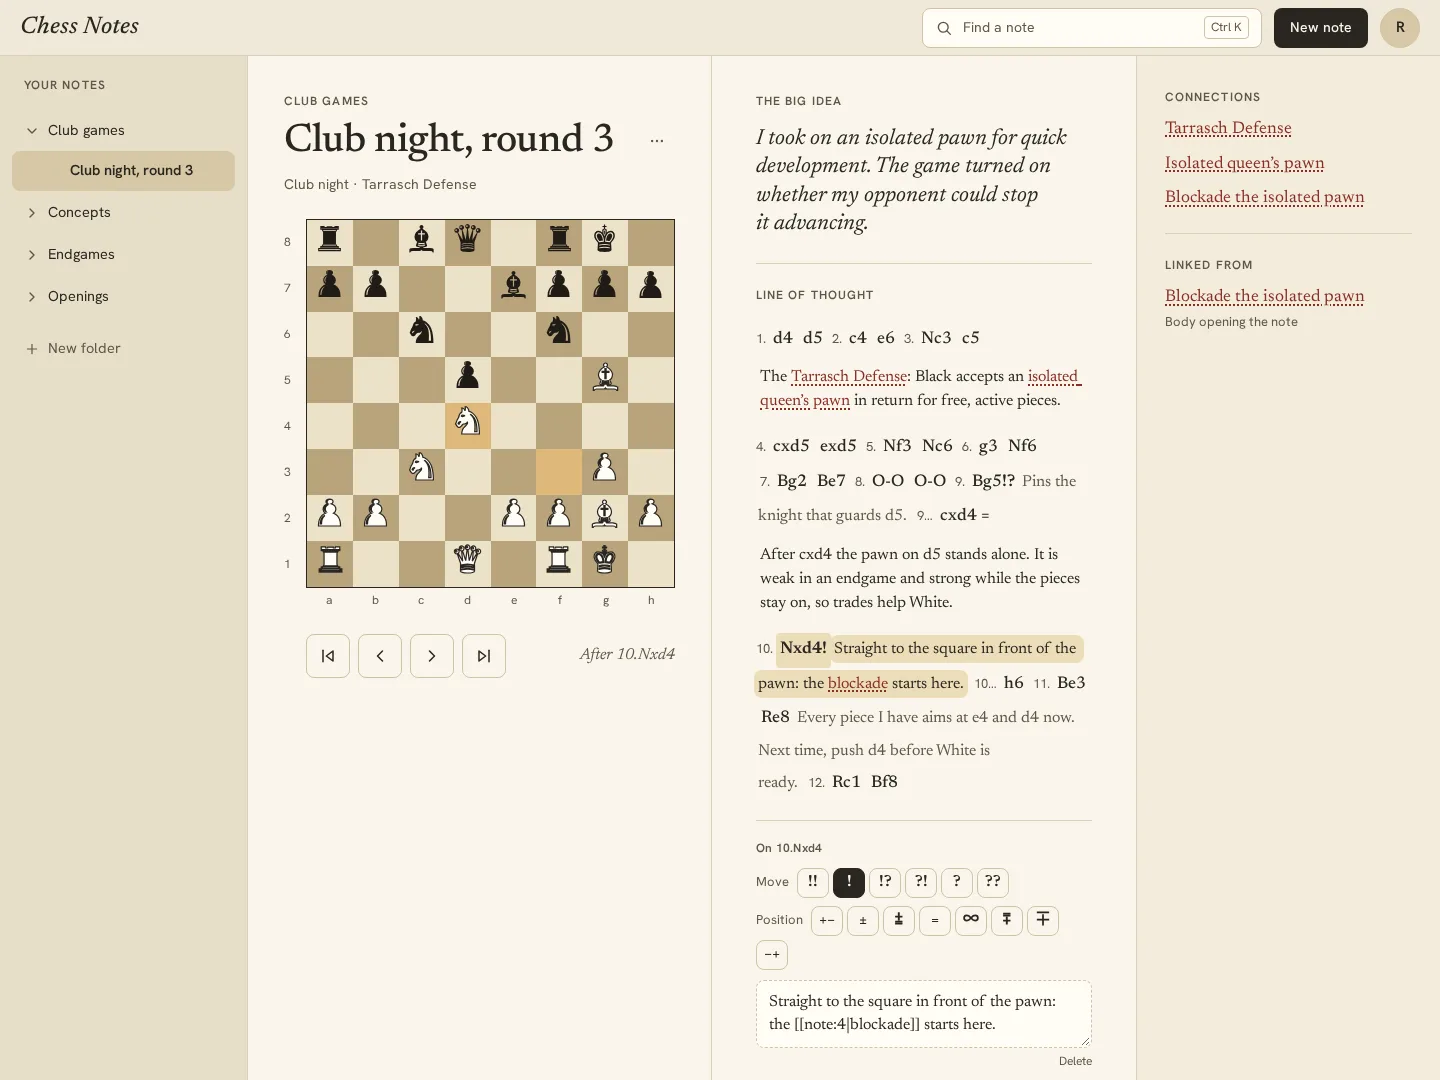 Chess Notes
Find a note
Ctrl K
New note
R
YOUR NOTES
Club games
Club night, round 3
Concepts
Endgames
Openings
New folder
CLUB GAMES
Club night, round 3
...
Club night · Tarrasch Defense
8
7
6
5
4
3
2
1
a b c d e f g h
After 10.Nxd4
THE BIG IDEA
I took on an isolated pawn for quick
development. The game turned on
whether my opponent could stop
it advancing.
LINE OF THOUGHT
1. d4 d5 2. c4 e6 3. Nc3 c5
The Tarrasch Defense: Black accepts an isolated
queen’s pawn in return for free, active pieces.
4. cxd5 exd5 5. Nf3 Nc6 6. g3 Nf6
7. Bg2 Be7 8. O-O O-O 9. Bg5!? Pins the
knight that guards d5. 9... cxd4 =
After cxd4 the pawn on d5 stands alone. It is
weak in an endgame and strong while the pieces
stay on, so trades help White.
10. Nxd4! Straight to the square in front of the
pawn: the blockade starts here. 10... h6 11. Be3
Re8 Every piece I have aims at e4 and d4 now.
Next time, push d4 before White is
ready. 12. Rc1 Bf8
On 10.Nxd4
Move !! ! !? ?! ? ??
Position +− ± ⩲ = ∞ ⩱ ∓
−+
Straight to the square in front of the pawn:
the [[note:4|blockade]] starts here.
Delete
CONNECTIONS
Tarrasch Defense
Isolated queen’s pawn
Blockade the isolated pawn
LINKED FROM
Blockade the isolated pawn
Body opening the note